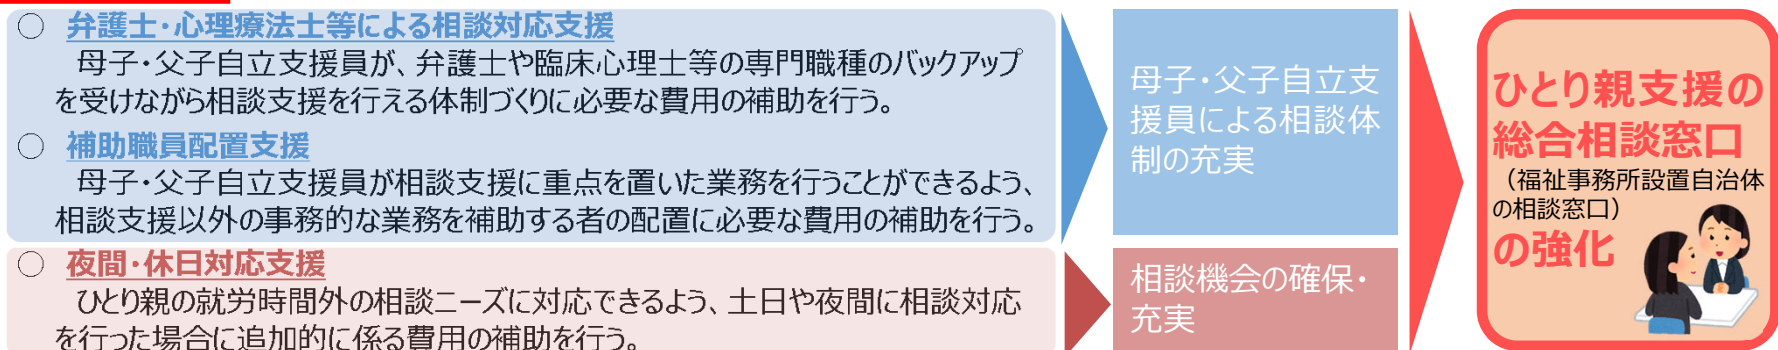 ○ 弁護士・心理療法士等による相談対応支援
母子・父子自立支援員が、弁護士や臨床心理士等の専門職種のバックアップ
を受けながら相談支援を行える体制づくりに必要な費用の補助を行う。
○ 補助職員配置支援
母子・父子自立支援員が相談支援に重点を置いた業務を行うことができるよう、
相談支援以外の事務的な業務を補助する者の配置に必要な費用の補助を行う。
○ 夜間・休日対応支援
ひとり親の就労時間外の相談ニーズに対応できるよう、土日や夜間に相談対応
を行った場合に追加的に係る費用の補助を行う。
母子・父子自立支
援員による相談体
制の充実
相談機会の確保・
充実
ひとり親支援の
総合相談窓口
（福祉事務所設置自治体
の相談窓口）
の強化